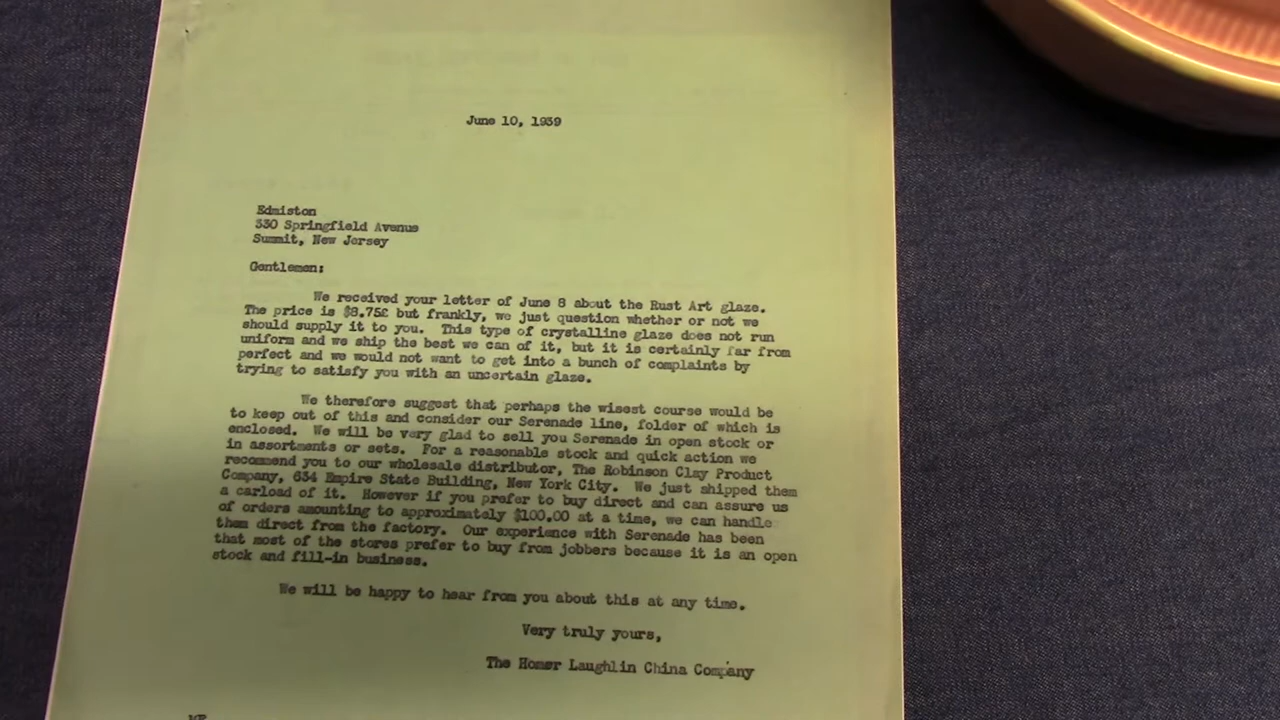 June 10, 1939
Edmiston
330 Springfield Avenue
Summit, New Jersey
Gentlemen:
We received your letter of June 8 about the Rust Art glaze.
The price is $8.75£ but frankly, we just question whether or not we
should supply it to you. This type of crystalline glaze does not run
uniform and we ship the best we can of it, but it is certainly far from
perfect and we would not want to get into a bunch of complaints by
trying to satisfy you with an uncertain glaze.
We therefore suggest that perhaps the wisest course would be
to keep out of this and consider our Serenade line, folder of which is
enclosed. We will be very glad to sell you Serenade in open stock or
in assortments or sets. For a reasonable stock and quick action we
recommend you to our wholesale distributor, The Robinson Clay Product
Company, 634 Empire State Building, New York City. We just shipped them
a carload of it. However if you prefer to buy direct and can assure us
of orders amounting to approximately $100.00 at a time, we can handle
them direct from the factory. Our experience with Serenade has been
that most of the stores prefer to buy from jobbers because it is an open
stock and fill-in business.
We will be happy to hear from you about this at any time.
Very truly yours,
The Homer Laughlin China Company